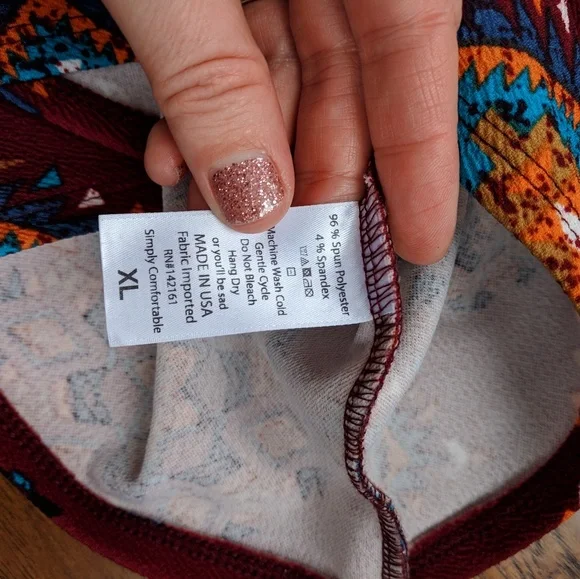 96 % Spun Polyester
4 % Spandex
Machine Wash Cold
Gentle Cycle
Do Not Bleach
Hang Dry
or you'll be sad
MADE IN USA
Fabric Imported
RN#142161
Simply Comfortable
XL